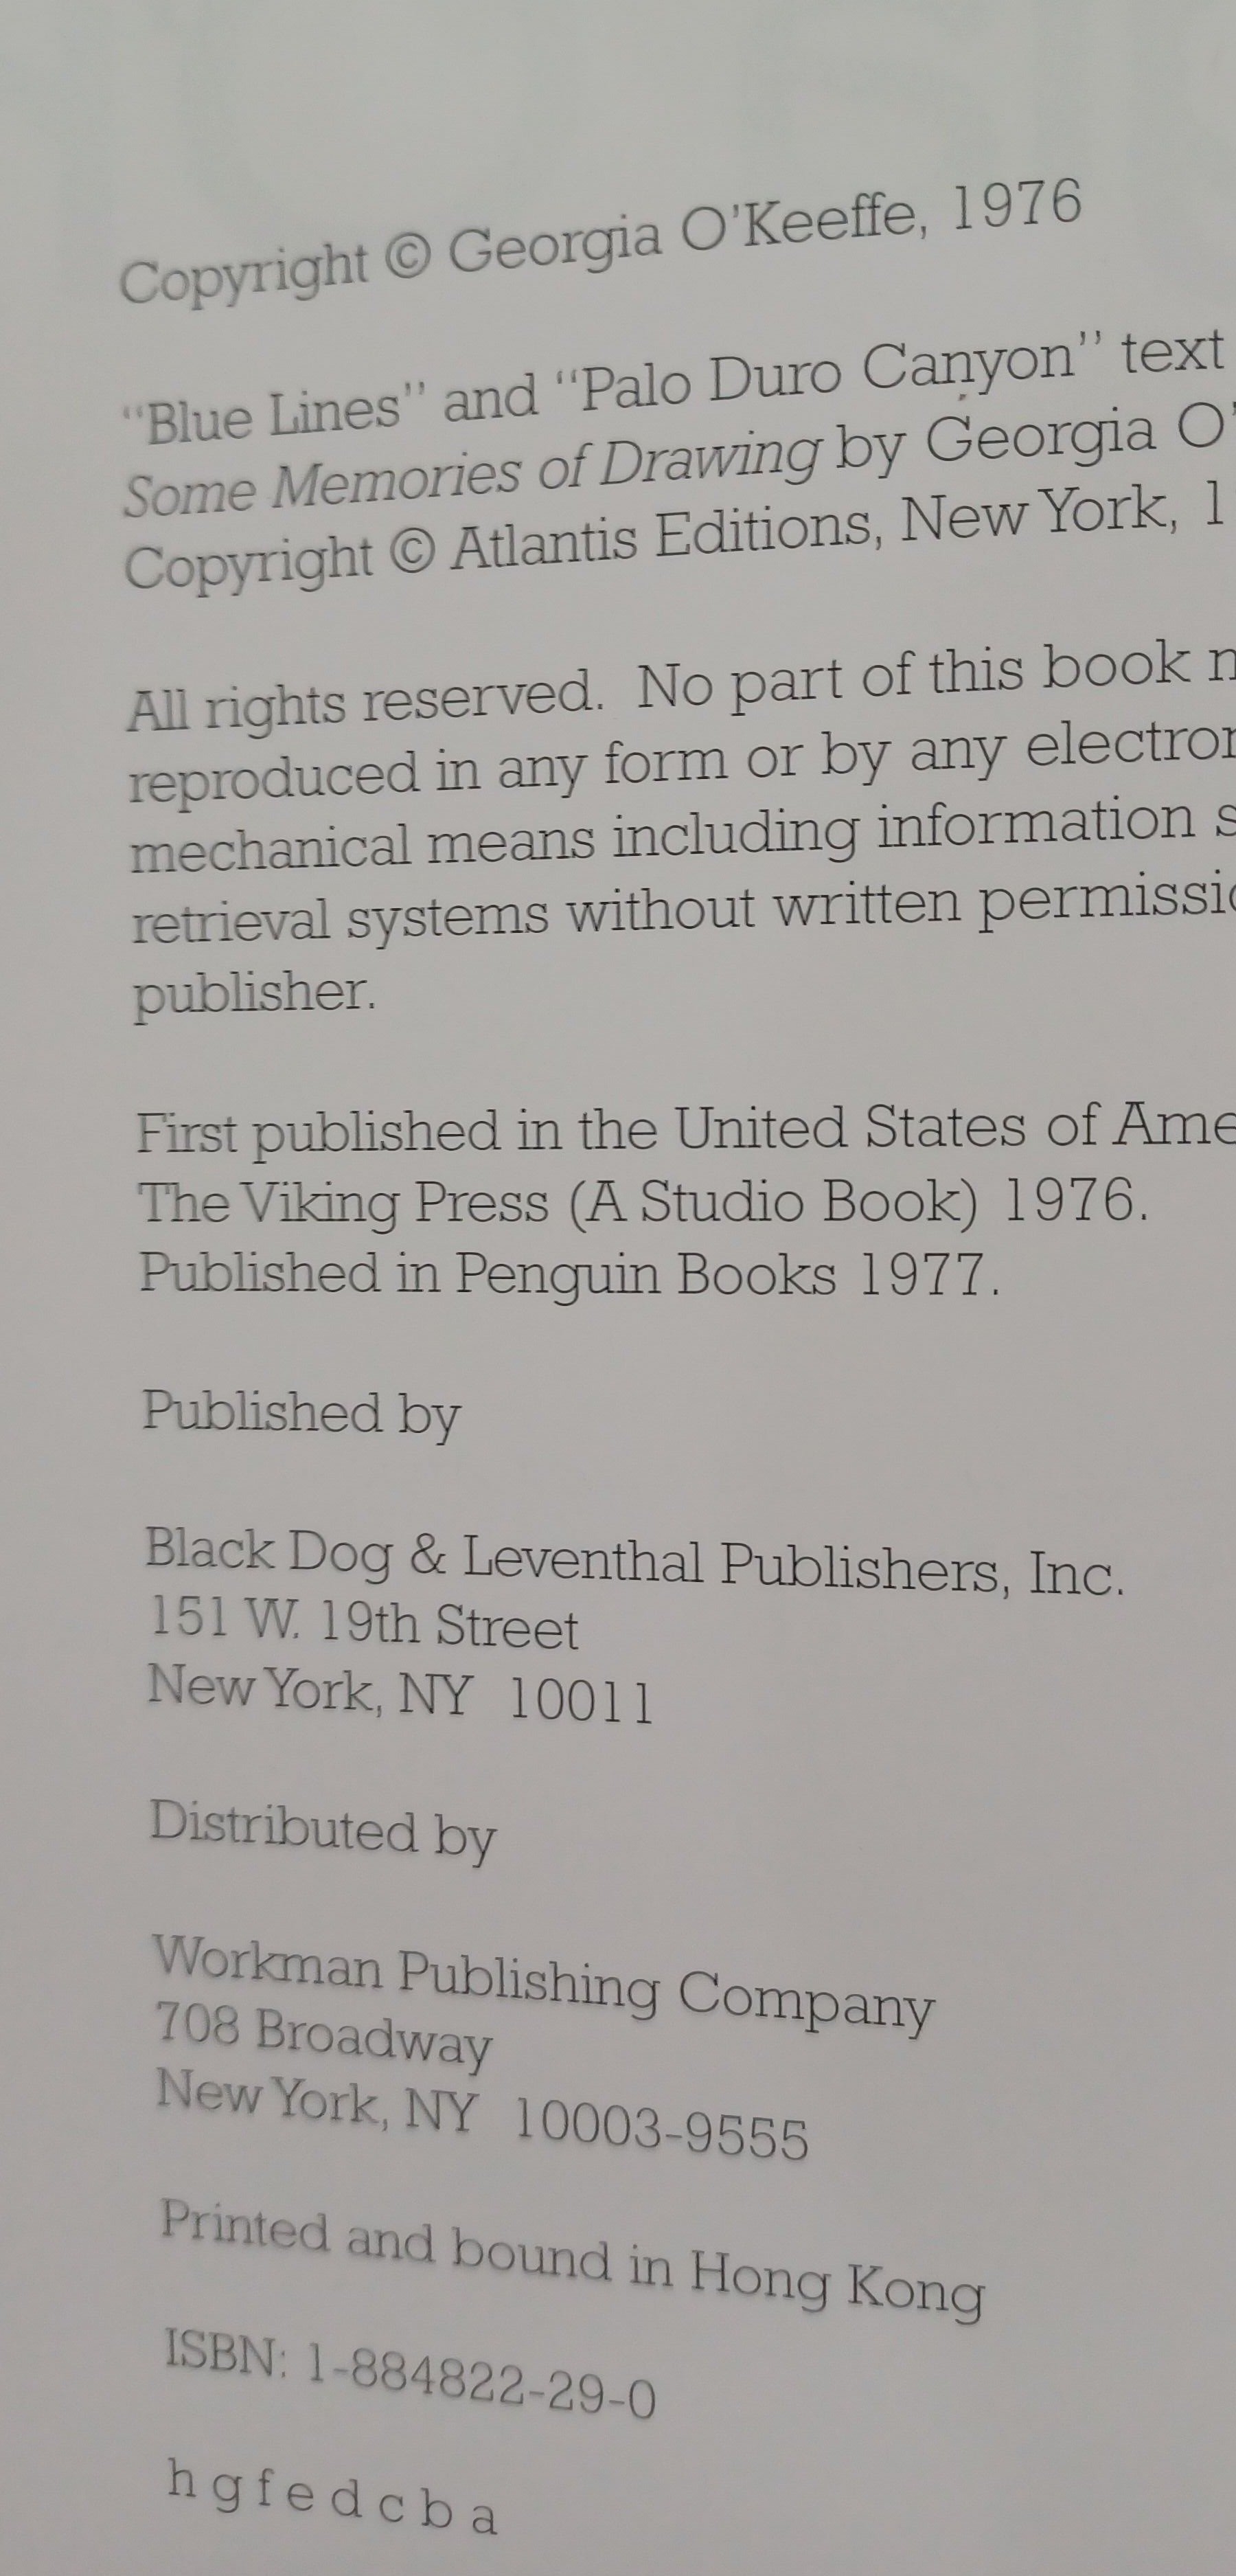 Copyright © Georgia O'Keeffe, 1976
“Blue Lines” and “Palo Duro Canyon” text
Some Memories of Drawing by Georgia O'
Copyright © Atlantis Editions, New York, 1
All rights reserved. No part of this book
reproduced in any form or by any
mechanical means including information
retrieval systems without written
publisher.
First published in the United States of
The Viking Press (A Studio Book) 1976.
Published in Penguin Books 1977.
Published by
Black Dog & Leventhal Publishers, Inc.
151 W. 19th Street
New York, NY 10011
Distributed by
Workman Publishing Company
708 Broadway
New York, NY 10003-9555
Printed and bound in Hong Kong
ISBN: 1-884822-29-0
h g f e d c b a